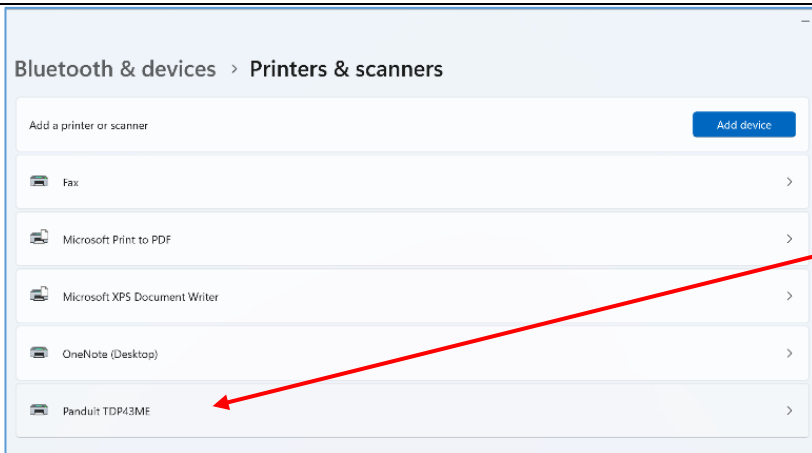 Bluetooth & devices > Printers & scanners
Add a printer or scanner
Add device
Fax
Microsoft Print to PDF
Microsoft XPS Document Writer
OneNote (Desktop)
Panduit TDP43ME